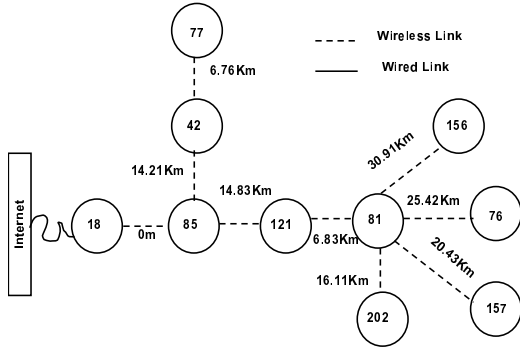 77
Wireless Link
6.76Km
Wired Link
42
156
14.21Km
30.91Km
14.83Km
25.42Km
Internet
18
85
121
81
76
0m
6.83Km
20.43Km
16.11Km
157
202